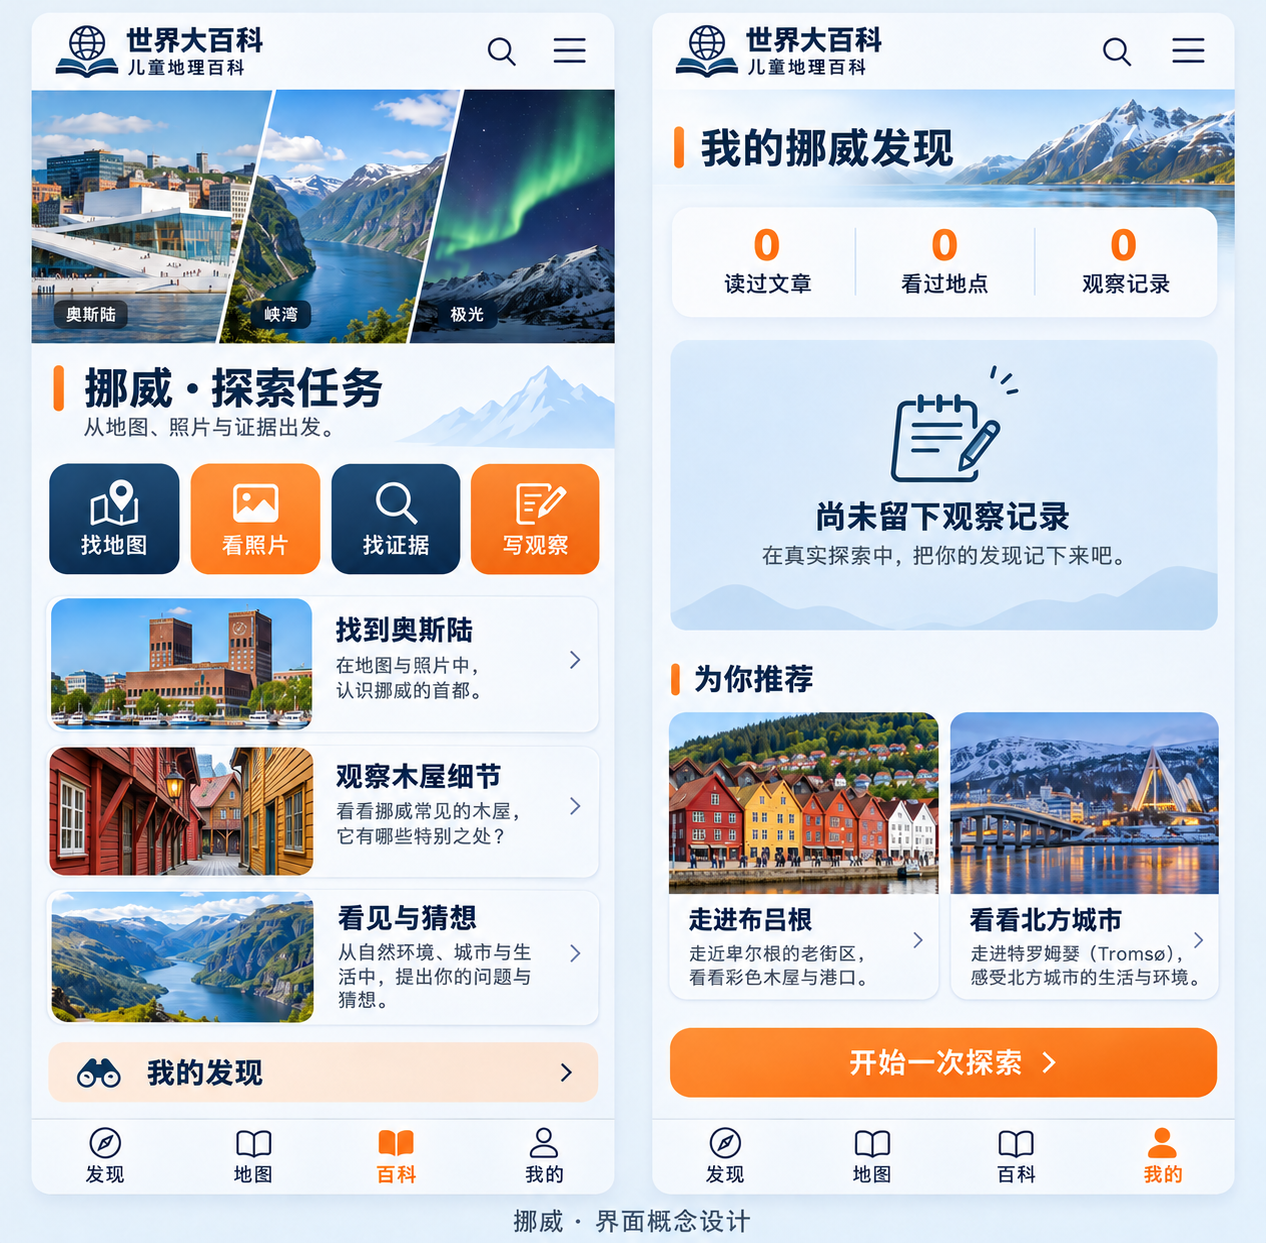 世界大百科
儿童地理百科
奥斯陆
峡湾
极光
挪威·探索任务
从地图、照片与证据出发。
找地图
看照片
找证据
写观察
找到奥斯陆
在地图与照片中，
认识挪威的首都。
观察木屋细节
看看挪威常见的木屋，
它有哪些特别之处？
看见与猜想
从自然环境、城市与生
活中，提出你的问题与
猜想。
我的发现
发现
地图
百科
我的
世界大百科
儿童地理百科
我的挪威发现
0
读过文章
0
看过地点
0
观察记录
尚未留下观察记录
在真实探索中，把你的发现记下来吧。
为你推荐
走进布吕根
走近卑尔根的老街区，
看看彩色木屋与港口。
看看北方城市
走进特罗姆瑟（Tromsø），
感受北方城市的生活与环境。
开始一次探索
发现
地图
百科
我的
挪威 · 界面概念设计